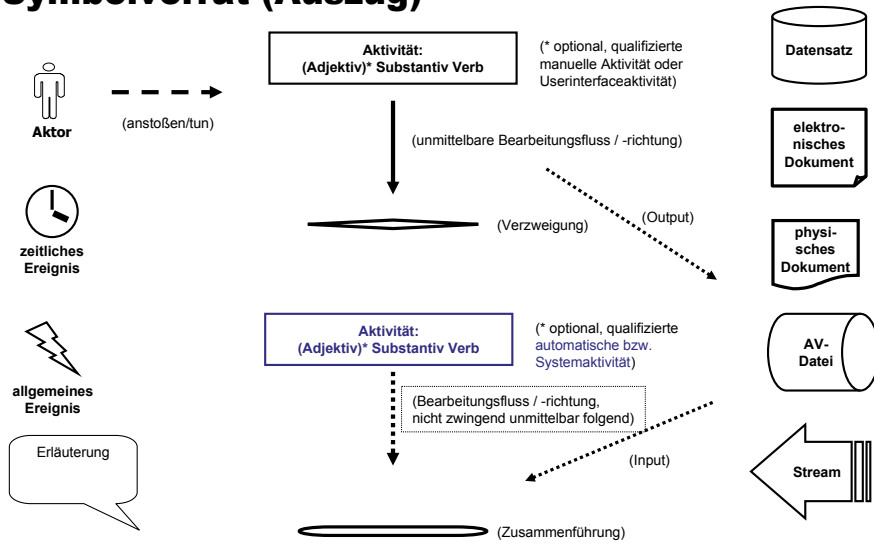 Symbolvorrat (Auszug)
Aktivität:
(Adjektiv)* Substantiv Verb
(* optional, qualifizierte
manuelle Aktivität oder
Userinterfaceaktivität)
Datensatz
Aktor
(anstoßen/tun)
(unmittelbare Bearbeitungsfluss / -richtung)
elektro-
nisches
Dokument
zeitliches
Ereignis
(Verzweigung)
(Output)
physi-
sches
Dokument
Aktivität:
(Adjektiv)* Substantiv Verb
(* optional, qualifizierte
automatische bzw.
Systemaktivität)
AV-
Datei
allgemeines
Ereignis
(Bearbeitungsfluss / -richtung,
nicht zwingend unmittelbar folgend)
Erläuterung
(Input)
Stream
(Zusammenführung)